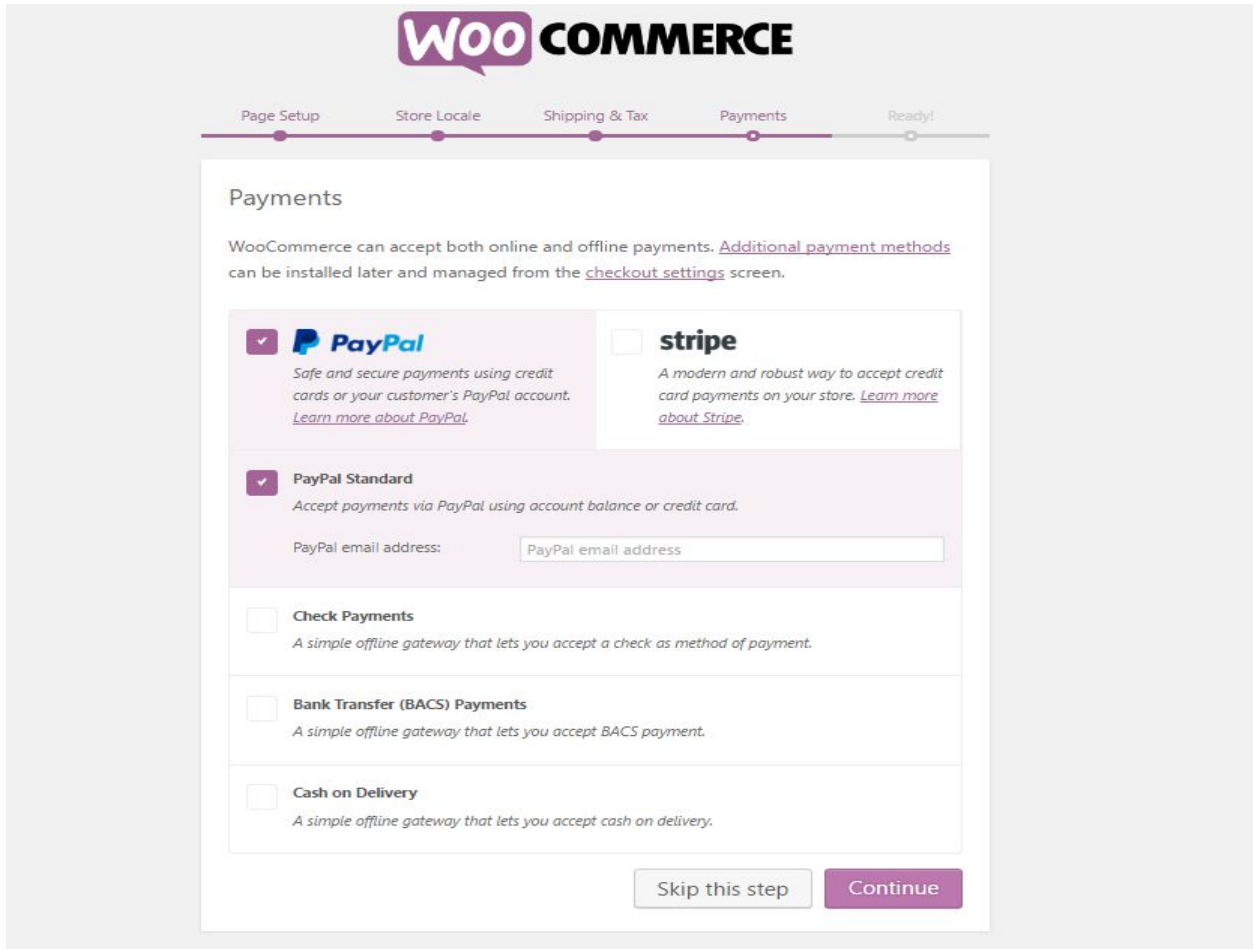 WOO COMMERCE
Page Setup Store Locale Shipping & Tax Payments Ready!
Payments
WooCommerce can accept both online and offline payments. Additional payment methods
can be installed later and managed from the checkout settings screen.
PayPal
Safe and secure payments using credit
cards or your customer's PayPal account.
Learn more about PayPal.
stripe
A modern and robust way to accept credit
card payments on your store. Learn more
about Stripe.
PayPal Standard
Accept payments via PayPal using account balance or credit card.
PayPal email address: PayPal email address
Check Payments
A simple offline gateway that lets you accept a check as method of payment.
Bank Transfer (BACS) Payments
A simple offline gateway that lets you accept BACS payment.
Cash on Delivery
A simple offline gateway that lets you accept cash on delivery.
Skip this step Continue